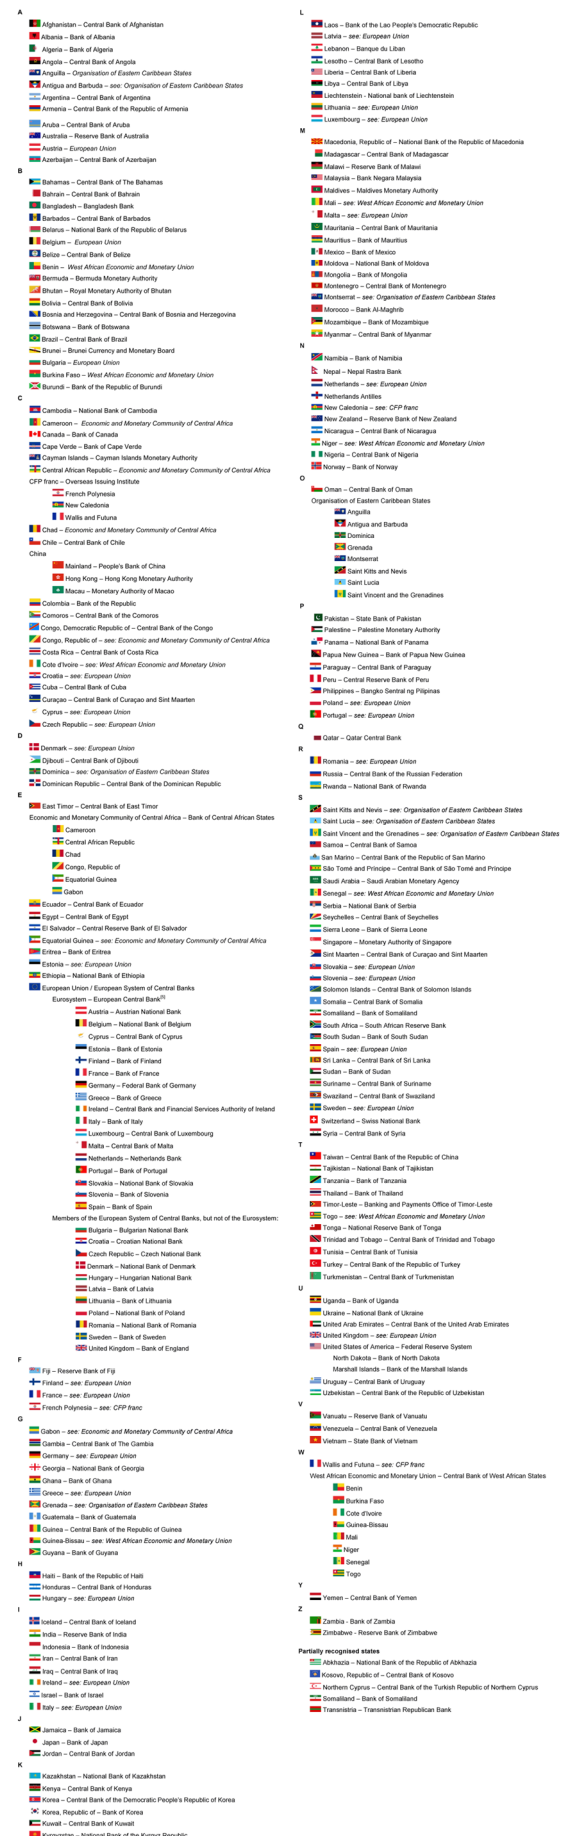 A
Afghanistan – Central Bank of Afghanistan
Albania – Bank of Albania
Algeria – Bank of Algeria
Angola – Central Bank of Angola
Anguilla – Organisation of Eastern Caribbean States
Antigua and Barbuda – see: Organisation of Eastern Caribbean States
Argentina – Central Bank of Argentina
Armenia – Central Bank of the Republic of Armenia
Aruba – Central Bank of Aruba
Australia – Reserve Bank of Australia
Austria – European Union
Azerbaijan – Central Bank of Azerbaijan
B
Bahamas – Central Bank of The Bahamas
Bahrain – Central Bank of Bahrain
Bangladesh – Bangladesh Bank
Barbados – Central Bank of Barbados
Belarus – National Bank of the Republic of Belarus
Belgium – European Union
Belize – Central Bank of Belize
Benin – West African Economic and Monetary Union
Bermuda – Bermuda Monetary Authority
Bhutan – Royal Monetary Authority of Bhutan
Bolivia – Central Bank of Bolivia
Bosnia and Herzegovina – Central Bank of Bosnia and Herzegovina
Botswana – Bank of Botswana
Brazil – Central Bank of Brazil
Brunei – Brunei Currency and Monetary Board
Bulgaria – European Union
Burkina Faso – West African Economic and Monetary Union
Burundi – Bank of the Republic of Burundi
C
Cambodia – National Bank of Cambodia
Cameroon – Economic and Monetary Community of Central Africa
Canada – Bank of Canada
Cape Verde – Bank of Cape Verde
Cayman Islands – Cayman Islands Monetary Authority
Central African Republic – Economic and Monetary Community of Central Africa
CFP franc – Overseas Issuing Institute
French Polynesia
New Caledonia
Wallis and Futuna
Chad – Economic and Monetary Community of Central Africa
Chile – Central Bank of Chile
China
Mainland – People's Bank of China
Hong Kong – Hong Kong Monetary Authority
Macau – Monetary Authority of Macao
Colombia – Bank of the Republic
Comoros – Central Bank of the Comoros
Congo, Democratic Republic of – Central Bank of the Congo
Congo, Republic of – see: Economic and Monetary Community of Central Africa
Costa Rica – Central Bank of Costa Rica
Cote d'Ivoire – see: West African Economic and Monetary Union
Croatia – see: European Union
Cuba – Central Bank of Cuba
Curaçao – Central Bank of Curaçao and Sint Maarten
Cyprus – see: European Union
Czech Republic – see: European Union
D
Denmark – see: European Union
Djibouti – Central Bank of Djibouti
Dominica – see: Organisation of Eastern Caribbean States
Dominican Republic – Central Bank of the Dominican Republic
E
East Timor – Central Bank of East Timor
Economic and Monetary Community of Central Africa – Bank of Central African States
Cameroon
Central African Republic
Chad
Congo, Republic of
Equatorial Guinea
Gabon
Ecuador – Central Bank of Ecuador
Egypt – Central Bank of Egypt
El Salvador – Central Reserve Bank of El Salvador
Equatorial Guinea – see: Economic and Monetary Community of Central Africa
Eritrea – Bank of Eritrea
Estonia – see: European Union
Ethiopia – National Bank of Ethiopia
European Union / European System of Central Banks
Eurosystem – European Central Bank[5]
Austria – Austrian National Bank
Belgium – National Bank of Belgium
Cyprus – Central Bank of Cyprus
Estonia – Bank of Estonia
Finland – Bank of Finland
France – Bank of France
Germany – Federal Bank of Germany
Greece – Bank of Greece
Ireland – Central Bank and Financial Services Authority of Ireland
Italy – Bank of Italy
Luxembourg – Central Bank of Luxembourg
Malta – Central Bank of Malta
Netherlands – Netherlands Bank
Portugal – Bank of Portugal
Slovakia – National Bank of Slovakia
Slovenia – Bank of Slovenia
Spain – Bank of Spain
Members of the European System of Central Banks, but not of the Eurosystem:
Bulgaria – Bulgarian National Bank
Croatia – Croatian National Bank
Czech Republic – Czech National Bank
Denmark – National Bank of Denmark
Hungary – Hungarian National Bank
Latvia – Bank of Latvia
Lithuania – Bank of Lithuania
Poland – National Bank of Poland
Romania – National Bank of Romania
Sweden – Bank of Sweden
United Kingdom – Bank of England
F
Fiji – Reserve Bank of Fiji
Finland – see: European Union
France – see: European Union
French Polynesia – see: CFP franc
G
Gabon – see: Economic and Monetary Community of Central Africa
Gambia – Central Bank of The Gambia
Germany – see: European Union
Georgia – National Bank of Georgia
Ghana – Bank of Ghana
Greece – see: European Union
Grenada – see: Organisation of Eastern Caribbean States
Guatemala – Bank of Guatemala
Guinea – Central Bank of the Republic of Guinea
Guinea-Bissau – see: West African Economic and Monetary Union
Guyana – Bank of Guyana
H
Haiti – Bank of the Republic of Haiti
Honduras – Central Bank of Honduras
Hungary – see: European Union
I
Iceland – Central Bank of Iceland
India – Reserve Bank of India
Indonesia – Bank of Indonesia
Iran – Central Bank of Iran
Iraq – Central Bank of Iraq
Ireland – see: European Union
Israel – Bank of Israel
Italy – see: European Union
J
Jamaica – Bank of Jamaica
Japan – Bank of Japan
Jordan – Central Bank of Jordan
K
Kazakhstan – National Bank of Kazakhstan
Kenya – Central Bank of Kenya
Korea – Central Bank of the Democratic People's Republic of Korea
Korea, Republic of – Bank of Korea
Kuwait – Central Bank of Kuwait
Kyrgyzstan – National Bank of the Kyrgyz Republic
L
Laos – Bank of the Lao People's Democratic Republic
Latvia – see: European Union
Lebanon – Banque du Liban
Lesotho – Central Bank of Lesotho
Liberia – Central Bank of Liberia
Libya – Central Bank of Libya
Liechtenstein - National bank of Liechtenstein
Lithuania – see: European Union
Luxembourg – see: European Union
M
Macedonia, Republic of – National Bank of the Republic of Macedonia
Madagascar – Central Bank of Madagascar
Malawi – Reserve Bank of Malawi
Malaysia – Bank Negara Malaysia
Maldives – Maldives Monetary Authority
Mali – see: West African Economic and Monetary Union
Malta – see: European Union
Mauritania – Central Bank of Mauritania
Mauritius – Bank of Mauritius
Mexico – Bank of Mexico
Moldova – National Bank of Moldova
Mongolia – Bank of Mongolia
Montenegro – Central Bank of Montenegro
Montserrat – see: Organisation of Eastern Caribbean States
Morocco – Bank Al-Maghrib
Mozambique – Bank of Mozambique
Myanmar – Central Bank of Myanmar
N
Namibia – Bank of Namibia
Nepal – Nepal Rastra Bank
Netherlands – see: European Union
Netherlands Antilles
New Caledonia – see: CFP franc
New Zealand – Reserve Bank of New Zealand
Nicaragua – Central Bank of Nicaragua
Niger – see: West African Economic and Monetary Union
Nigeria – Central Bank of Nigeria
Norway – Bank of Norway
O
Oman – Central Bank of Oman
Organisation of Eastern Caribbean States
Anguilla
Antigua and Barbuda
Dominica
Grenada
Montserrat
Saint Kitts and Nevis
Saint Lucia
Saint Vincent and the Grenadines
P
Pakistan – State Bank of Pakistan
Palestine – Palestine Monetary Authority
Panama – National Bank of Panama
Papua New Guinea – Bank of Papua New Guinea
Paraguay – Central Bank of Paraguay
Peru – Central Reserve Bank of Peru
Philippines – Bangko Sentral ng Pilipinas
Poland – see: European Union
Portugal – see: European Union
Q
Qatar – Qatar Central Bank
R
Romania – see: European Union
Russia – Central Bank of the Russian Federation
Rwanda – National Bank of Rwanda
S
Saint Kitts and Nevis – see: Organisation of Eastern Caribbean States
Saint Lucia – see: Organisation of Eastern Caribbean States
Saint Vincent and the Grenadines – see: Organisation of Eastern Caribbean States
Samoa – Central Bank of Samoa
San Marino – Central Bank of the Republic of San Marino
São Tomé and Príncipe – Central Bank of São Tomé and Príncipe
Saudi Arabia – Saudi Arabian Monetary Agency
Senegal – see: West African Economic and Monetary Union
Serbia – National Bank of Serbia
Seychelles – Central Bank of Seychelles
Sierra Leone – Bank of Sierra Leone
Singapore – Monetary Authority of Singapore
Sint Maarten – Central Bank of Curaçao and Sint Maarten
Slovakia – see: European Union
Slovenia – see: European Union
Solomon Islands – Central Bank of Solomon Islands
Somalia – Central Bank of Somalia
Somaliland – Bank of Somaliland
South Africa – South African Reserve Bank
South Sudan – Bank of South Sudan
Spain – see: European Union
Sri Lanka – Central Bank of Sri Lanka
Sudan – Bank of Sudan
Suriname – Central Bank of Suriname
Swaziland – Central Bank of Swaziland
Sweden – see: European Union
Switzerland – Swiss National Bank
Syria – Central Bank of Syria
T
Taiwan – Central Bank of the Republic of China
Tajikistan – National Bank of Tajikistan
Tanzania – Bank of Tanzania
Thailand – Bank of Thailand
Timor-Leste – Banking and Payments Office of Timor-Leste
Togo – see: West African Economic and Monetary Union
Tonga – National Reserve Bank of Tonga
Trinidad and Tobago – Central Bank of Trinidad and Tobago
Tunisia – Central Bank of Tunisia
Turkey – Central Bank of the Republic of Turkey
Turkmenistan – Central Bank of Turkmenistan
U
Uganda – Bank of Uganda
Ukraine – National Bank of Ukraine
United Arab Emirates – Central Bank of the United Arab Emirates
United Kingdom – see: European Union
United States of America – Federal Reserve System
North Dakota – Bank of North Dakota
Marshall Islands – Bank of the Marshall Islands
Uruguay – Central Bank of Uruguay
Uzbekistan – Central Bank of the Republic of Uzbekistan
V
Vanuatu – Reserve Bank of Vanuatu
Venezuela – Central Bank of Venezuela
Vietnam – State Bank of Vietnam
W
Wallis and Futuna – see: CFP franc
West African Economic and Monetary Union – Central Bank of West African States
Benin
Burkina Faso
Cote d'Ivoire
Guinea-Bissau
Mali
Niger
Senegal
Togo
Y
Yemen – Central Bank of Yemen
Z
Zambia - Bank of Zambia
Zimbabwe - Reserve Bank of Zimbabwe
Partially recognised states
Abkhazia – National Bank of the Republic of Abkhazia
Kosovo, Republic of – Central Bank of Kosovo
Northern Cyprus – Central Bank of the Turkish Republic of Northern Cyprus
Somaliland – Bank of Somaliland
Transnistria – Transnistrian Republican Bank